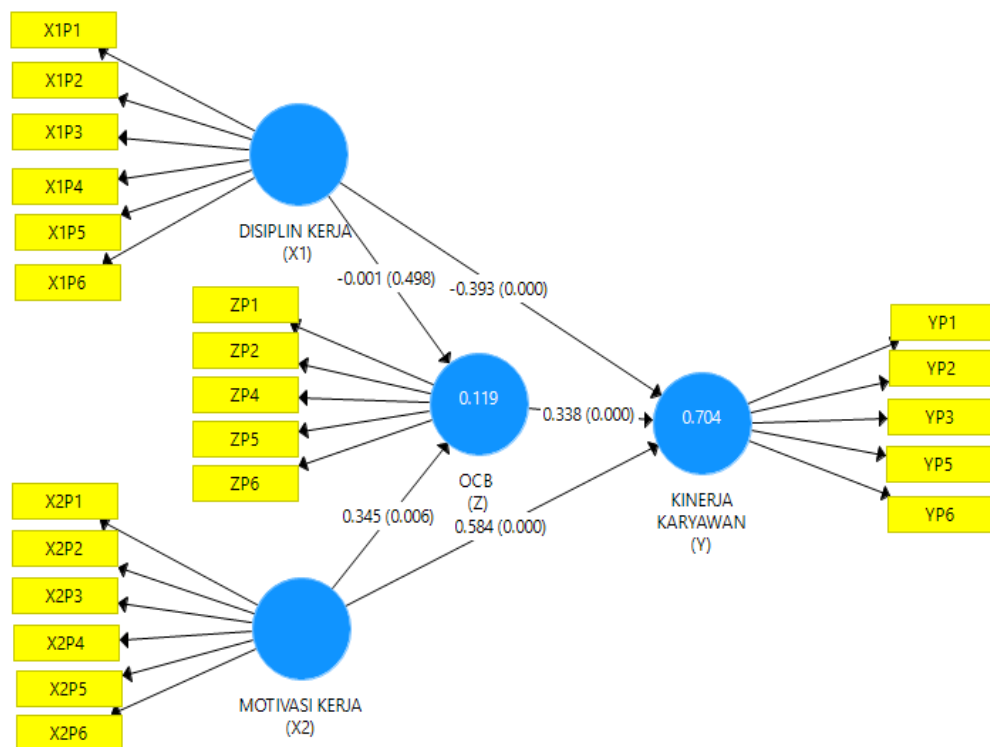 X1P1
X1P2
X1P3
X1P4
X1P5
X1P6
DISIPLIN KERJA
(X1)
-0.001 (0.498)
-0.393 (0.000)
ZP1
ZP2
ZP4
ZP5
ZP6
0.119
OCB
(Z)
0.338 (0.000)
0.704
KINERJA
KARYAWAN
(Y)
YP1
YP2
YP3
YP5
YP6
0.345 (0.006)
0.584 (0.000)
X2P1
X2P2
X2P3
X2P4
X2P5
X2P6
MOTIVASI KERJA
(X2)